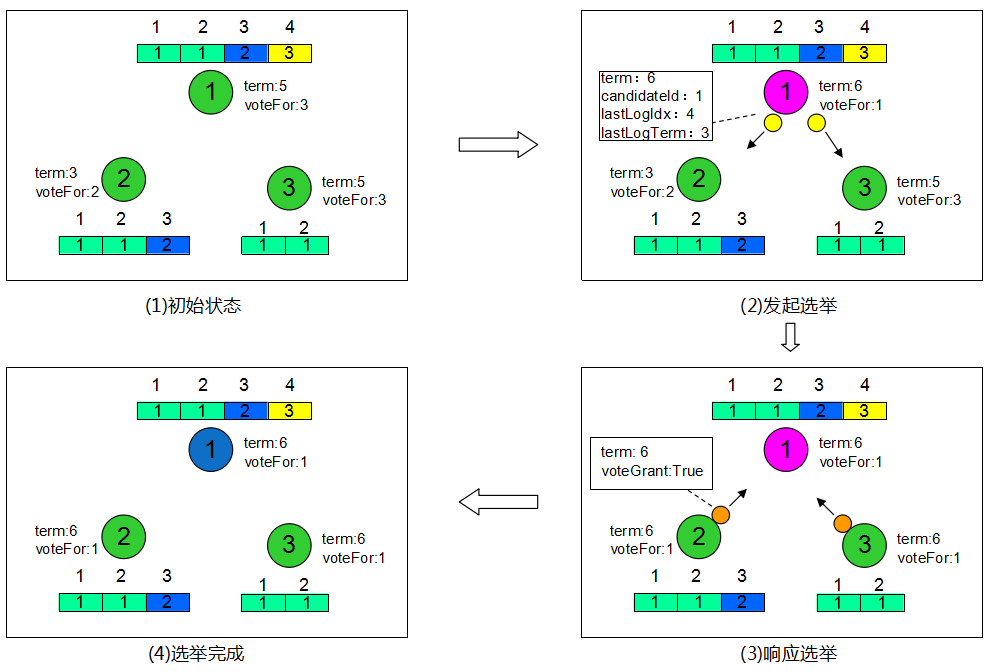 1 2 3 4
1 1 2 3
1
term:5
voteFor:3
term:3
voteFor:2
2
3
term:5
voteFor:3
1 2 3
1 1 2
1 2
1 1
(1)初始状态
1 2 3 4
1 1 2 3
term: 6
candidateId: 1
lastLogIdx: 4
lastLogTerm: 3
1
term:6
voteFor:1
term:3
voteFor:2
2
3
term:5
voteFor:3
1 2 3
1 1 2
1 2
1 1
(2)发起选举
1 2 3 4
1 1 2 3
1
term:6
voteFor:1
term:6
voteFor:1
2
3
term:6
voteFor:1
1 2 3
1 1 2
1 2
1 1
(4)选举完成
1 2 3 4
1 1 2 3
term: 6
voteGrant:True
1
term:6
voteFor:1
term:6
voteFor:1
2
3
term:6
voteFor:1
1 2 3
1 1 2
1 2
1 1
(3)响应选举